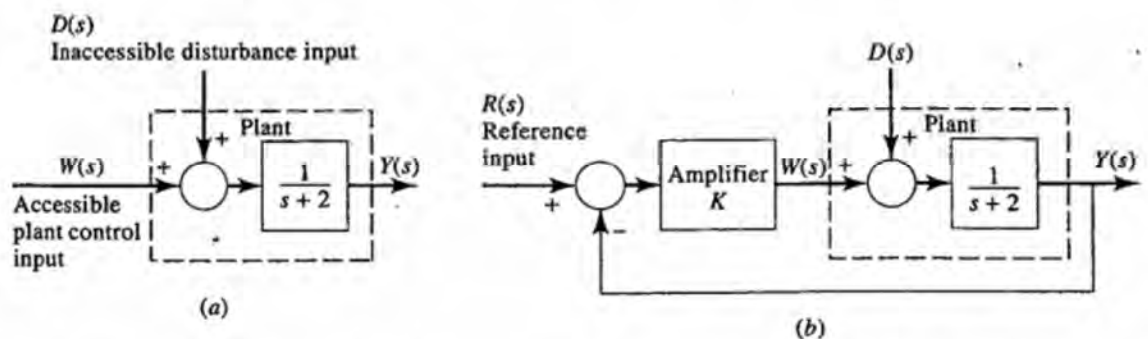 D(s)
Inaccessible disturbance input
+
Plant
W(s)
+
1
s + 2
Y(s)
Accessible
plant control
input
(a)
D(s)
R(s)
Reference
input
+
−
Amplifier
K
W(s)
+
+
Plant
1
s + 2
Y(s)
(b)